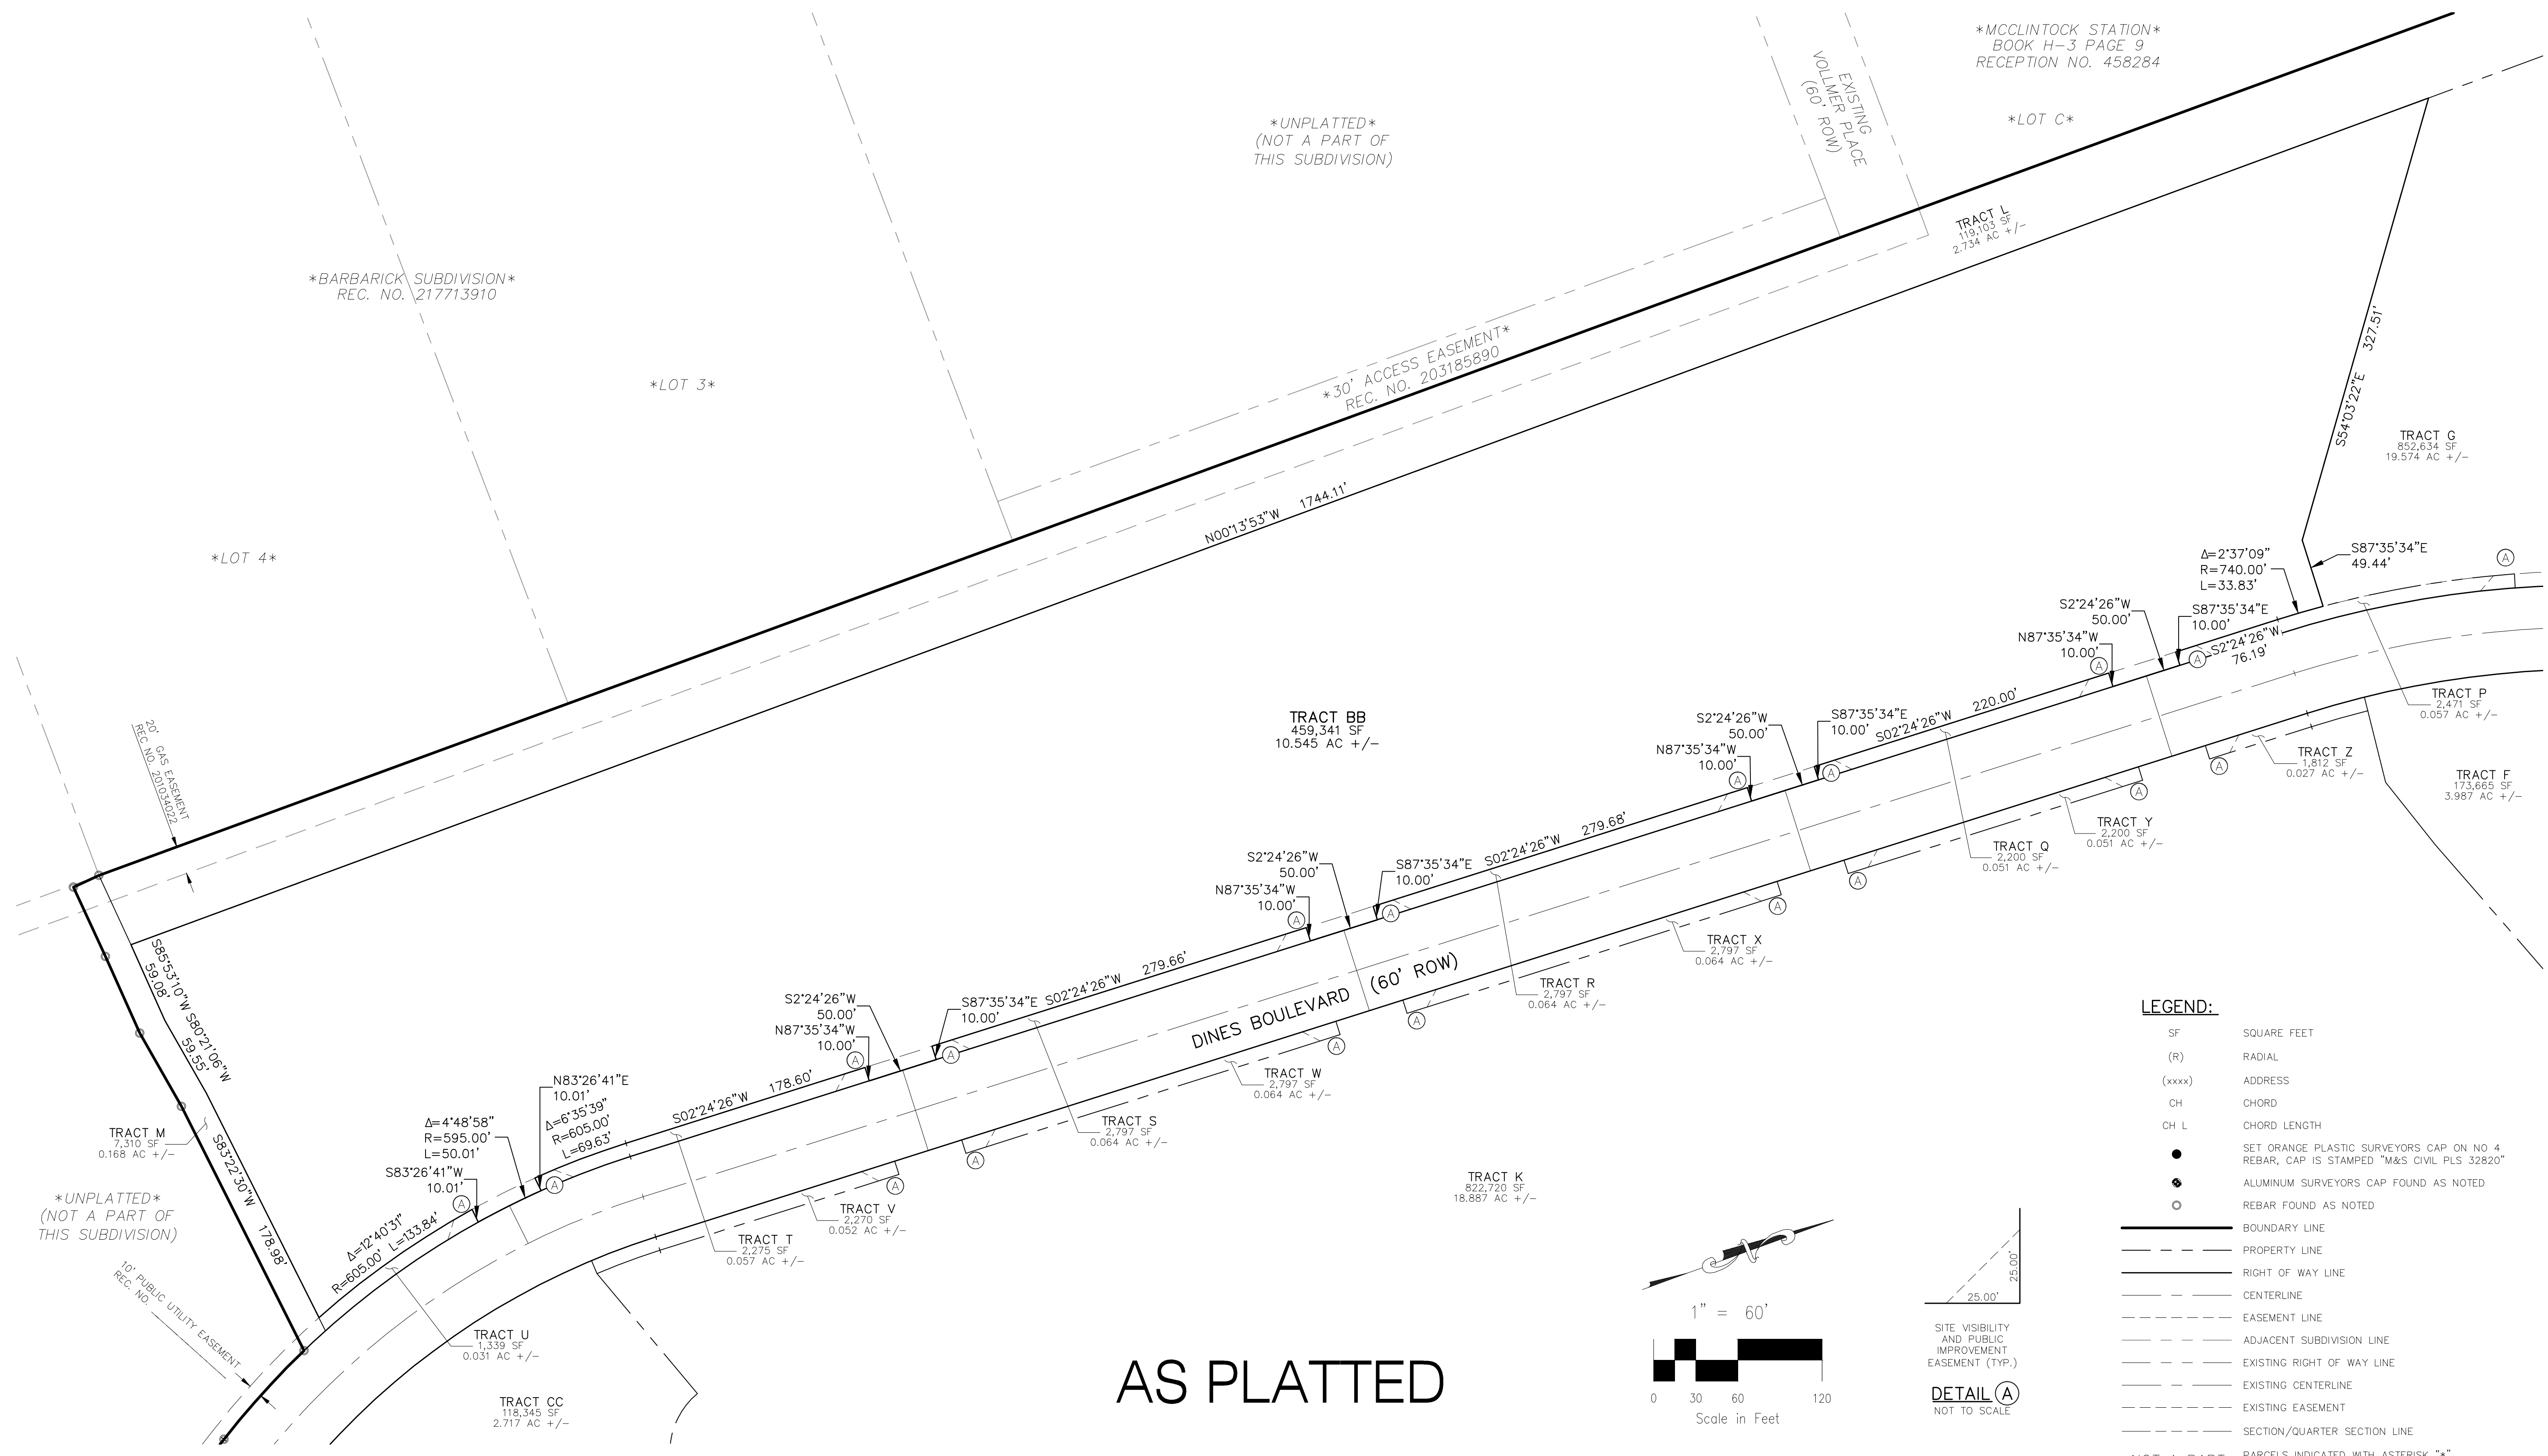 *MCCLINTOCK STATION*
BOOK H-3 PAGE 9
RECEPTION NO. 458284
*LOT C*
EXISTING
VOLLMER PLACE
(60' ROW)
*UNPLATTED*
(NOT A PART OF
THIS SUBDIVISION)
TRACT L
119,103 SF
2.734 AC +/-
*BARBARICK SUBDIVISION*
REC. NO. 217713910
*LOT 3*
*30' ACCESS EASEMENT*
REC. NO. 203185890
S54°03'22"E 327.51'
TRACT G
852,634 SF
19.574 AC +/-
N00°13'53"W 1744.11'
*LOT 4*
Δ=2°37'09"
R=740.00'
L=33.83'
S87°35'34"E
49.44'
A
S2°24'26"W
50.00'
S87°35'34"E
10.00'
N87°35'34"W
10.00'
A
A
S2°24'26"W
76.19'
TRACT P
2,471 SF
0.057 AC +/-
20' GAS EASEMENT
REC NO. 201034022
TRACT BB
459,341 SF
10.545 AC +/-
S2°24'26"W
50.00'
S87°35'34"E
10.00'
S02°24'26"W 220.00'
N87°35'34"W
10.00'
A
A
TRACT Z
1,812 SF
0.027 AC +/-
A
TRACT F
173,665 SF
3.987 AC +/-
A
TRACT Y
2,200 SF
0.051 AC +/-
TRACT Q
2,200 SF
0.051 AC +/-
A
S2°24'26"W
50.00'
S87°35'34"E
10.00'
S02°24'26"W 279.68'
N87°35'34"W
10.00'
A
A
A
TRACT X
2,797 SF
0.064 AC +/-
TRACT R
2,797 SF
0.064 AC +/-
A
DINES BOULEVARD (60' ROW)
S85°53'10"W
59.08'
S80°21'06"W
59.55'
S83°22'30"W 178.98'
S2°24'26"W
50.00'
S87°35'34"E
10.00'
S02°24'26"W 279.66'
N87°35'34"W
10.00'
A
A
A
TRACT W
2,797 SF
0.064 AC +/-
TRACT S
2,797 SF
0.064 AC +/-
A
N83°26'41"E
10.01'
Δ=6°35'39"
R=605.00'
L=69.63'
S02°24'26"W 178.60'
Δ=4°48'58"
R=595.00'
L=50.01'
S83°26'41"W
10.01'
A
A
A
TRACT V
2,270 SF
0.052 AC +/-
TRACT T
2,275 SF
0.057 AC +/-
TRACT M
7,310 SF
0.168 AC +/-
*UNPLATTED*
(NOT A PART OF
THIS SUBDIVISION)
Δ=12°40'31"
R=605.00' L=133.84'
10' PUBLIC UTILITY EASEMENT
REC. NO.
TRACT U
1,339 SF
0.031 AC +/-
TRACT CC
118,345 SF
2.717 AC +/-
TRACT K
822,720 SF
18.887 AC +/-
AS PLATTED
N
1" = 60'
0 30 60 120
Scale in Feet
25.00'
25.00'
SITE VISIBILITY
AND PUBLIC
IMPROVEMENT
EASEMENT (TYP.)
DETAIL A
NOT TO SCALE
LEGEND:
SF SQUARE FEET
(R) RADIAL
(xxxx) ADDRESS
CH CHORD
CH L CHORD LENGTH
SET ORANGE PLASTIC SURVEYORS CAP ON NO 4
REBAR, CAP IS STAMPED "M&S CIVIL PLS 32820"
ALUMINUM SURVEYORS CAP FOUND AS NOTED
REBAR FOUND AS NOTED
BOUNDARY LINE
PROPERTY LINE
RIGHT OF WAY LINE
CENTERLINE
EASEMENT LINE
ADJACENT SUBDIVISION LINE
EXISTING RIGHT OF WAY LINE
EXISTING CENTERLINE
EXISTING EASEMENT
SECTION/QUARTER SECTION LINE
PARCELS INDICATED WITH ASTERISK "*"